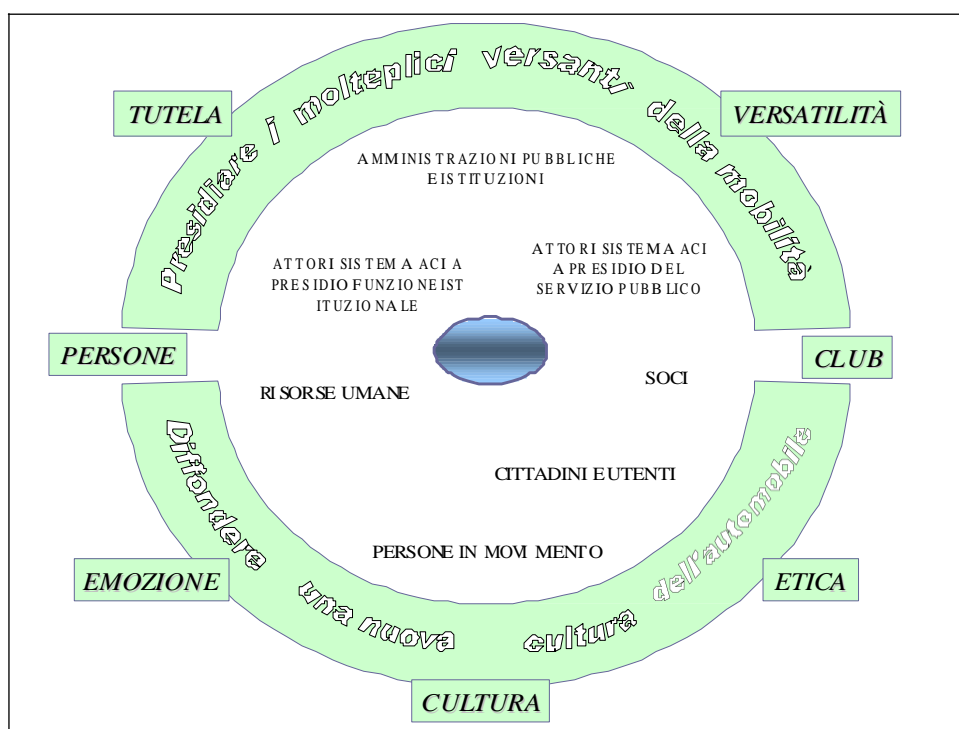 Presidiare i molteplici versanti della mobilità
TUTELA
VERSATILITÀ
AMMINISTRAZIONI PUBBLICHE
E ISTITUZIONI
ATTORI SISTEMA ACI A
PRESIDIO FUNZIONE IST
ITUZIONALE
ATTORI SISTEMA ACI
A PRESIDIO DEL
SERVIZIO PUBBLICO
PERSONE
CLUB
RISORSE UMANE
SOCI
CITTADINI E UTENTI
PERSONE IN MOVIMENTO
EMOZIONE
ETICA
Diffondere una nuova cultura dell'automobile
CULTURA